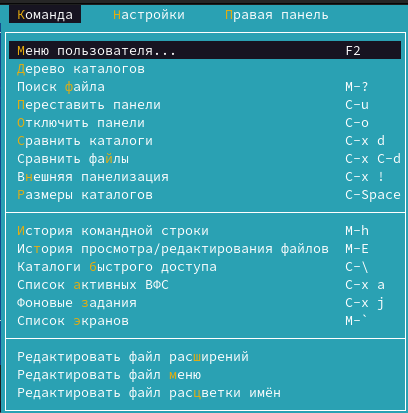 Команда Настройки Правая панель
Меню пользователя... F2
Дерево каталогов
Поиск файла M-?
Переставить панели C-u
Отключить панели C-o
Сравнить каталоги C-x d
Сравнить файлы C-x C-d
Внешняя панелизация C-x !
Размеры каталогов C-Space
История командной строки M-h
История просмотра/редактирования файлов M-E
Каталоги быстрого доступа C-\
Список активных ВФС C-x a
Фоновые задания C-x j
Список экранов M-`
Редактировать файл расширений
Редактировать файл меню
Редактировать файл расцветки имён